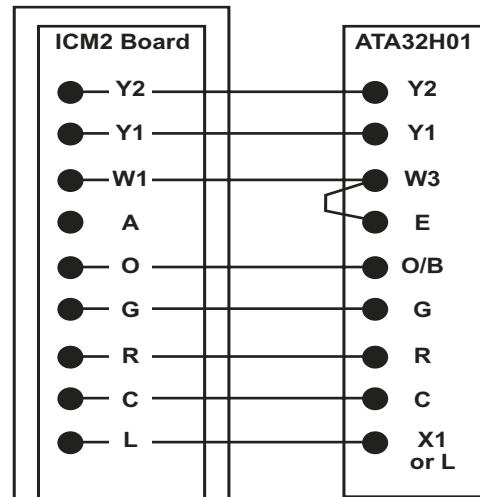 ICM2 Board ATA32H01
Y2 Y2
Y1 Y1
W1 W3
A E
O O/B
G G
R R
C C
L X1
or L